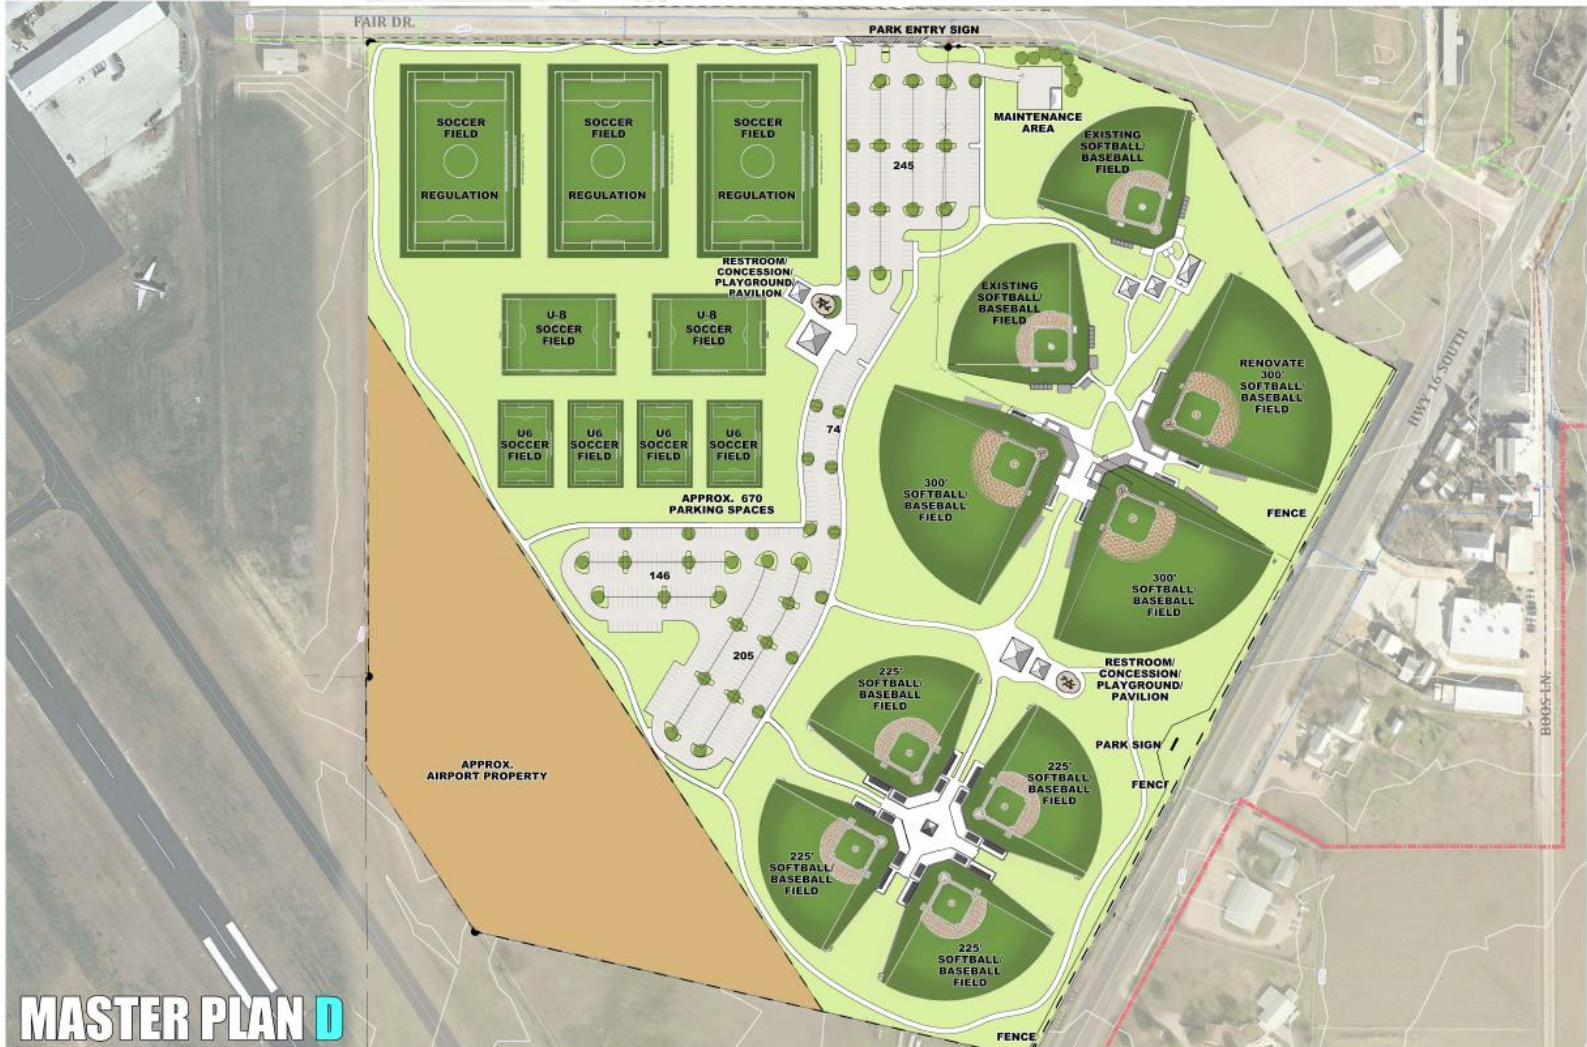 FAIR DR.
PARK ENTRY SIGN
SOCCER
FIELD
REGULATION
SOCCER
FIELD
REGULATION
SOCCER
FIELD
REGULATION
245
MAINTENANCE
AREA
EXISTING
SOFTBALL/
BASEBALL
FIELD
RESTROOM/
CONCESSION/
PLAYGROUND/
PAVILION
EXISTING
SOFTBALL/
BASEBALL
FIELD
U-8
SOCCER
FIELD
U-8
SOCCER
FIELD
RENOVATE
300'
SOFTBALL/
BASEBALL
FIELD
HWY 16 SOUTH
U6
SOCCER
FIELD
U6
SOCCER
FIELD
U6
SOCCER
FIELD
U6
SOCCER
FIELD
74
APPROX. 670
PARKING SPACES
300'
SOFTBALL/
BASEBALL
FIELD
FENCE
146
300'
SOFTBALL/
BASEBALL
FIELD
205
RESTROOM/
CONCESSION/
PLAYGROUND/
PAVILION
225'
SOFTBALL/
BASEBALL
FIELD
BOOS LN.
PARK SIGN
FENCE
APPROX.
AIRPORT PROPERTY
225'
SOFTBALL/
BASEBALL
FIELD
225'
SOFTBALL/
BASEBALL
FIELD
225'
SOFTBALL/
BASEBALL
FIELD
MASTER PLAN D
FENCE